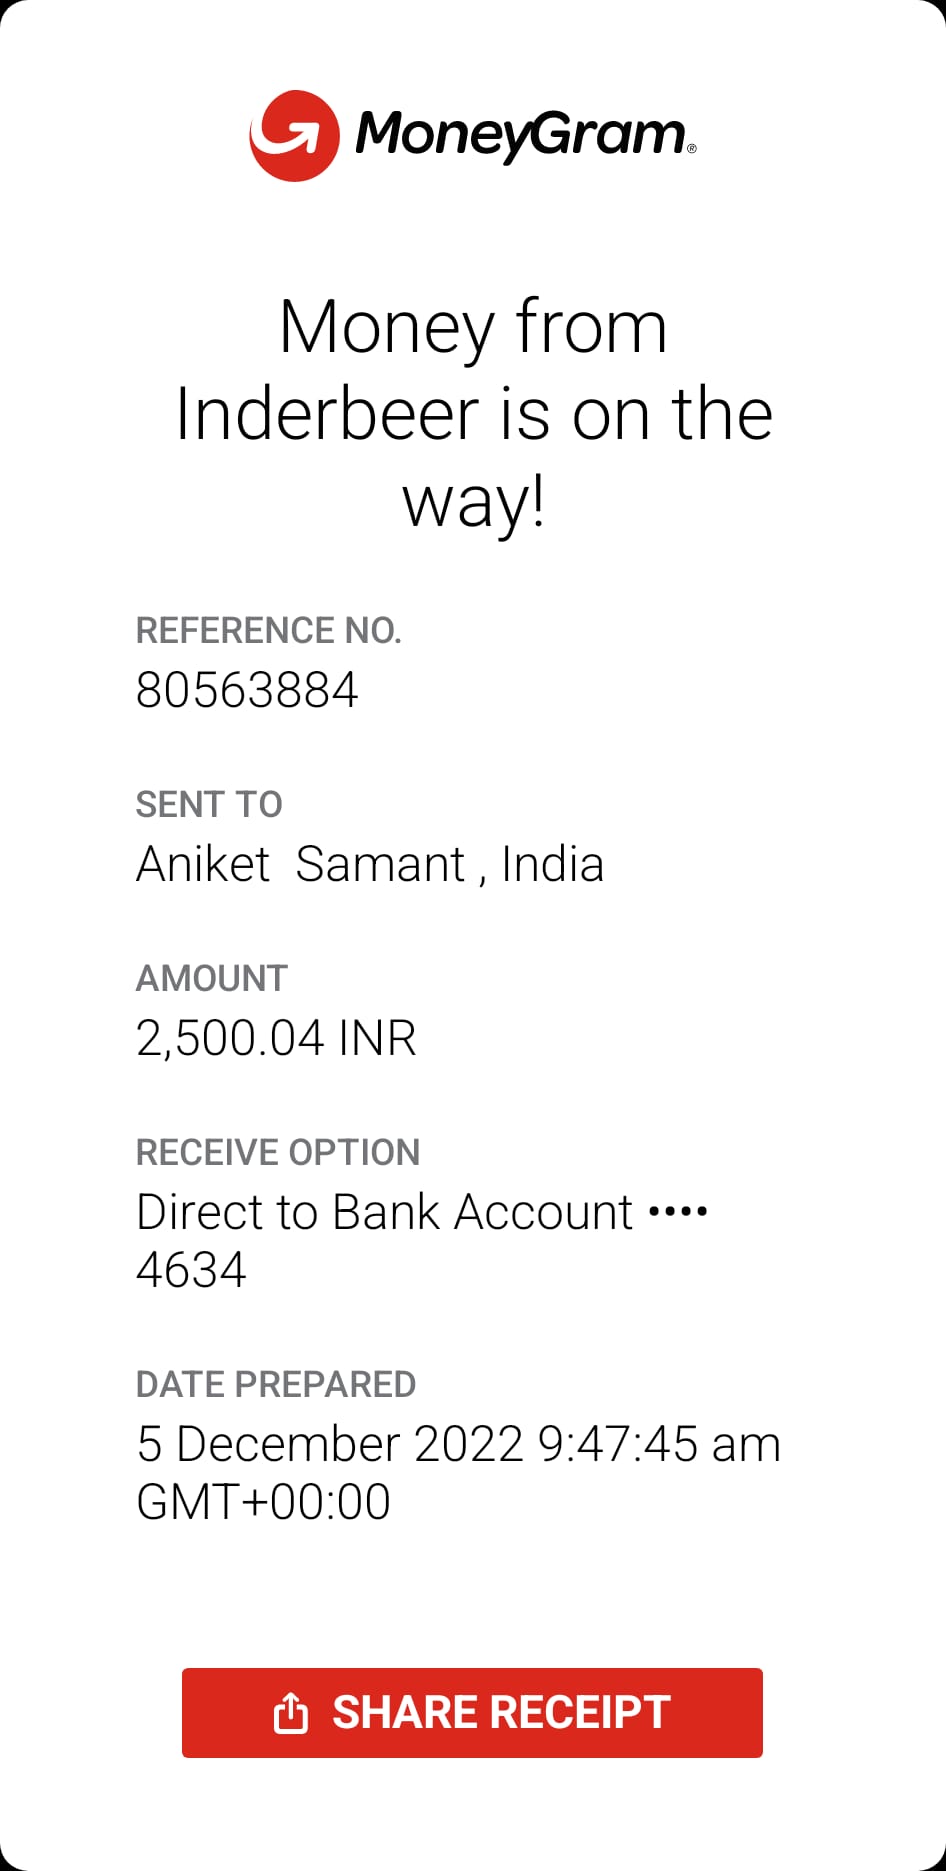 MoneyGram®
Money from
Inderbeer is on the
way!
REFERENCE NO.
80563884
SENT TO
Aniket  Samant , India
AMOUNT
2,500.04 INR
RECEIVE OPTION
Direct to Bank Account ••••
4634
DATE PREPARED
5 December 2022 9:47:45 am
GMT+00:00
SHARE RECEIPT